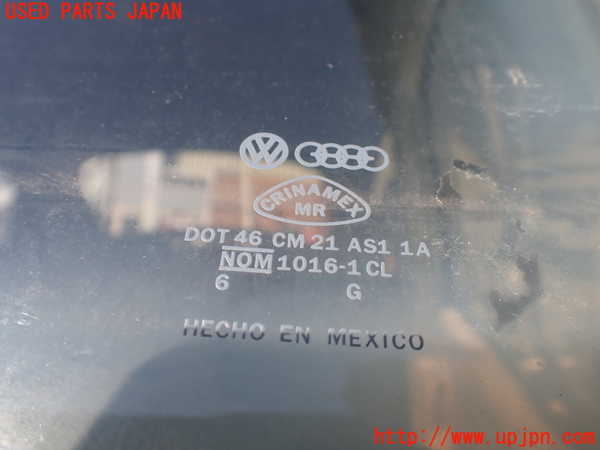 USED PARTS JAPAN
VW
CRINAMEX
MR
DOT 46 CM 21 AS1 1A
NOM 1016-1 CL
6 G
HECHO EN MEXICO
http://www.upjpn.com/